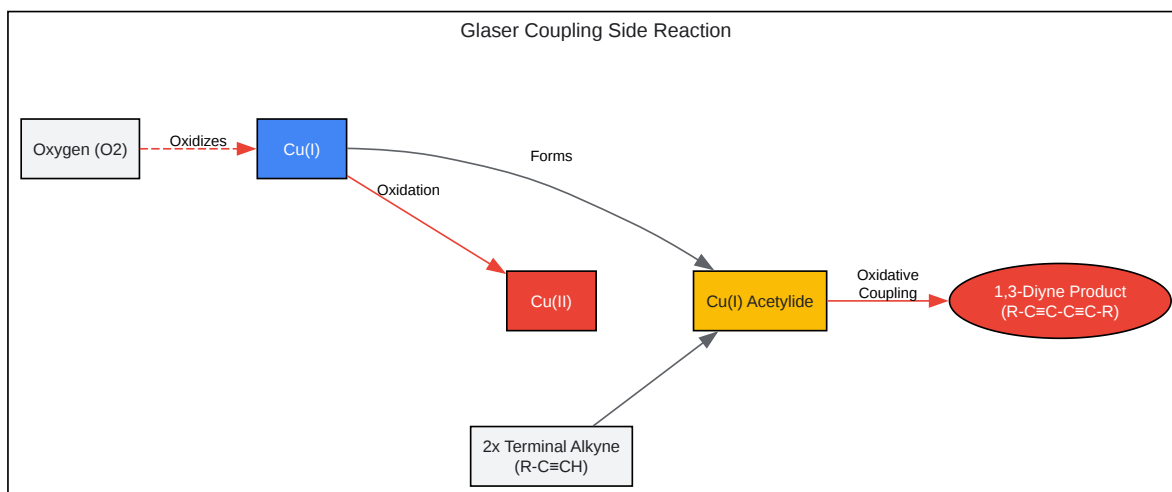 Glaser Coupling Side Reaction
Oxygen (O2)
Oxidizes
Cu(I)
Forms
Oxidation
Cu(II)
Cu(I) Acetylide
Oxidative
Coupling
1,3-Diyne Product
(R-C≡C-C≡C-R)
2x Terminal Alkyne
(R-C≡CH)